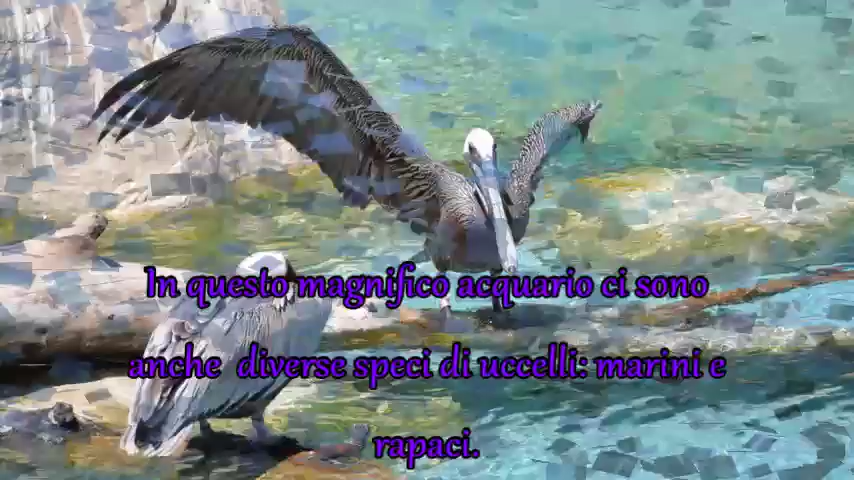 In questo magnifico acquario ci sono
anche diverse speci di uccelli: marini e
rapaci.